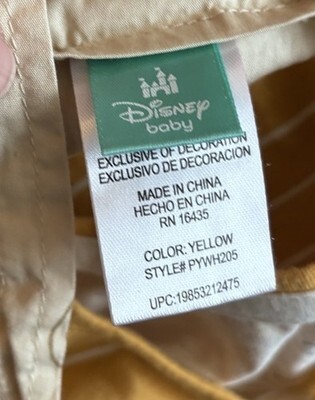 Disney
baby
EXCLUSIVE OF DECORATION
EXCLUSIVO DE DECORACION
MADE IN CHINA
HECHO EN CHINA
RN 16435
COLOR: YELLOW
STYLE# PYWH205
UPC: 19853212475